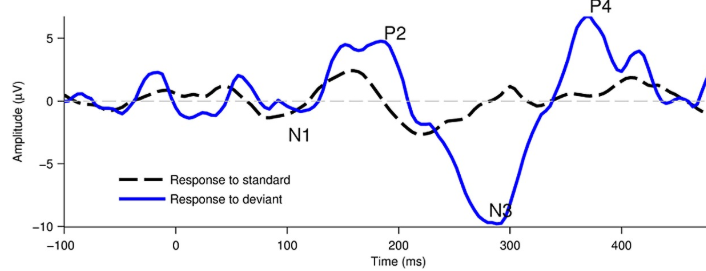 P4
P2
5
Amplitude (µV)
0
N1
−5
Response to standard
Response to deviant
N3
−10
−100
0
100
200
300
400
Time (ms)